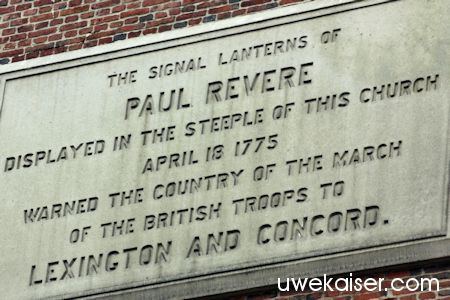 THE SIGNAL LANTERNS OF
PAUL REVERE
DISPLAYED IN THE STEEPLE OF THIS CHURCH
APRIL 18 1775
WARNED THE COUNTRY OF THE MARCH
OF THE BRITISH TROOPS TO
LEXINGTON AND CONCORD.
uwekaiser.com